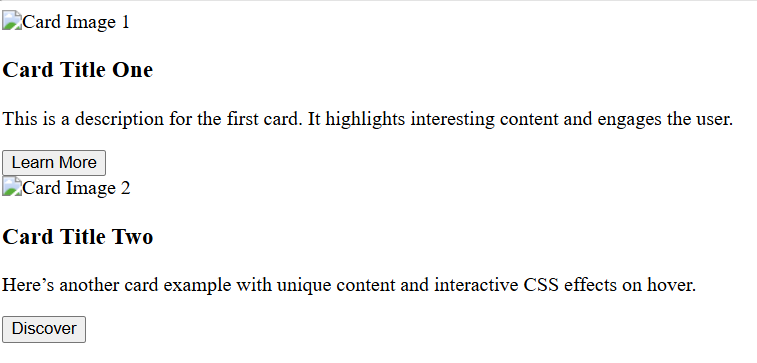 Card Image 1
Card Title One
This is a description for the first card. It highlights interesting content and engages the user.
Learn More
Card Image 2
Card Title Two
Here’s another card example with unique content and interactive CSS effects on hover.
Discover